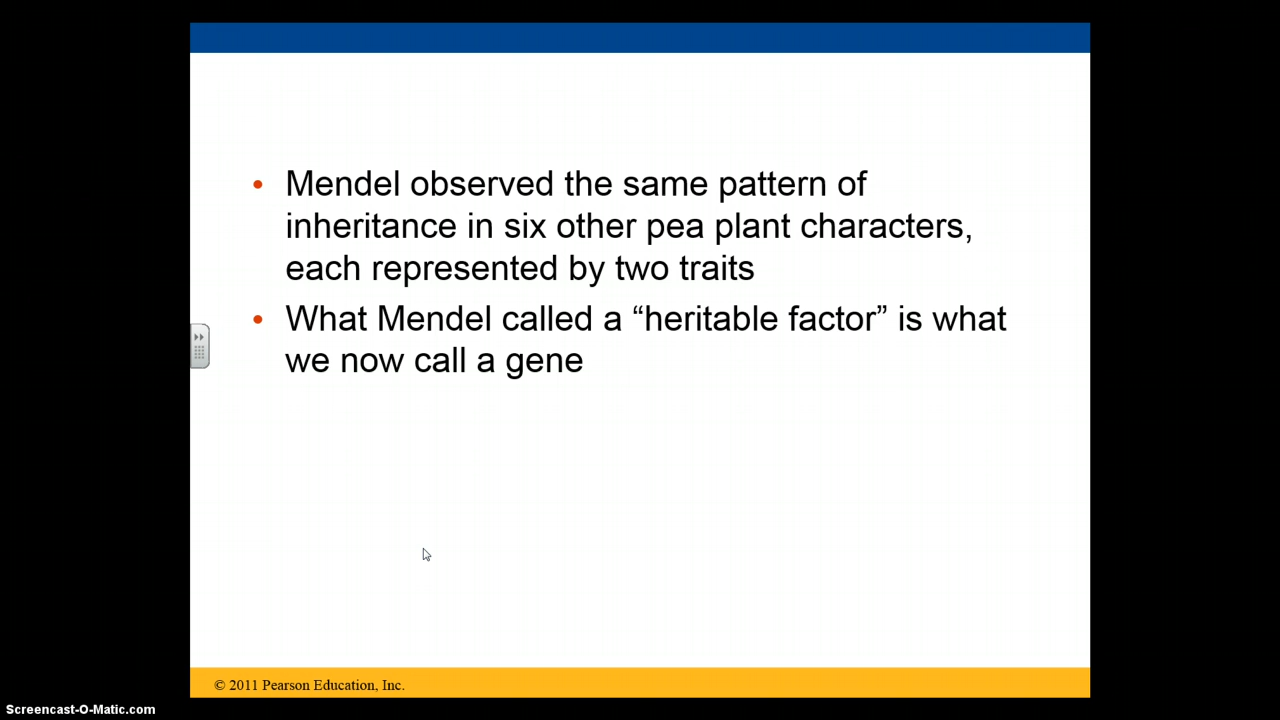 • Mendel observed the same pattern of
inheritance in six other pea plant characters,
each represented by two traits
• What Mendel called a “heritable factor” is what
we now call a gene
© 2011 Pearson Education, Inc.
Screencast-O-Matic.com